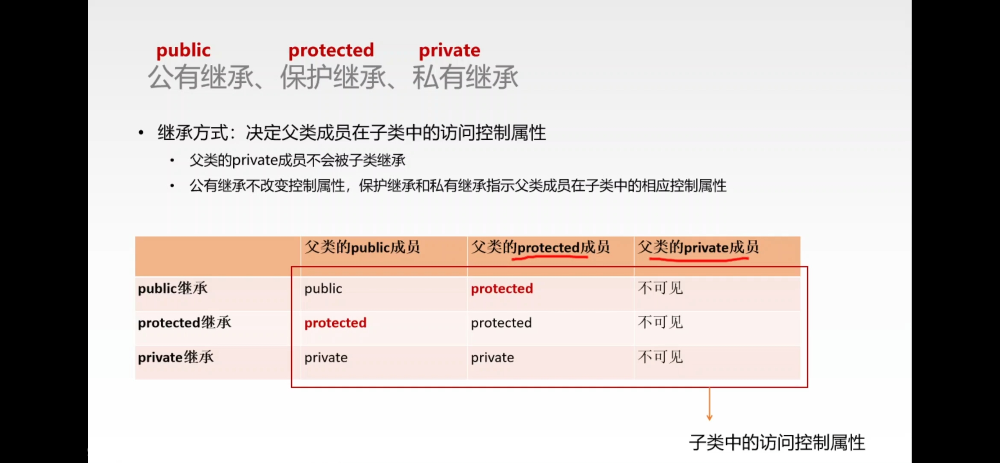 public protected private
公有继承、保护继承、私有继承
• 继承方式：决定父类成员在子类中的访问控制属性
• 父类的private成员不会被子类继承
• 公有继承不改变控制属性，保护继承和私有继承指示父类成员在子类中的相应控制属性
父类的public成员 父类的protected成员 父类的private成员
public继承 public protected 不可见
protected继承 protected protected 不可见
private继承 private private 不可见
子类中的访问控制属性